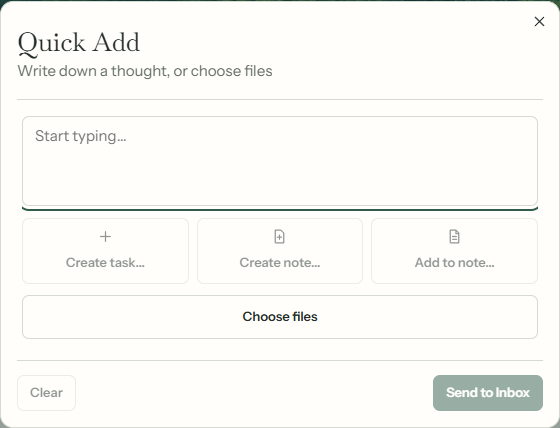 Quick Add
Write down a thought, or choose files
Start typing...
Create task...
Create note...
Add to note...
Choose files
Clear
Send to Inbox